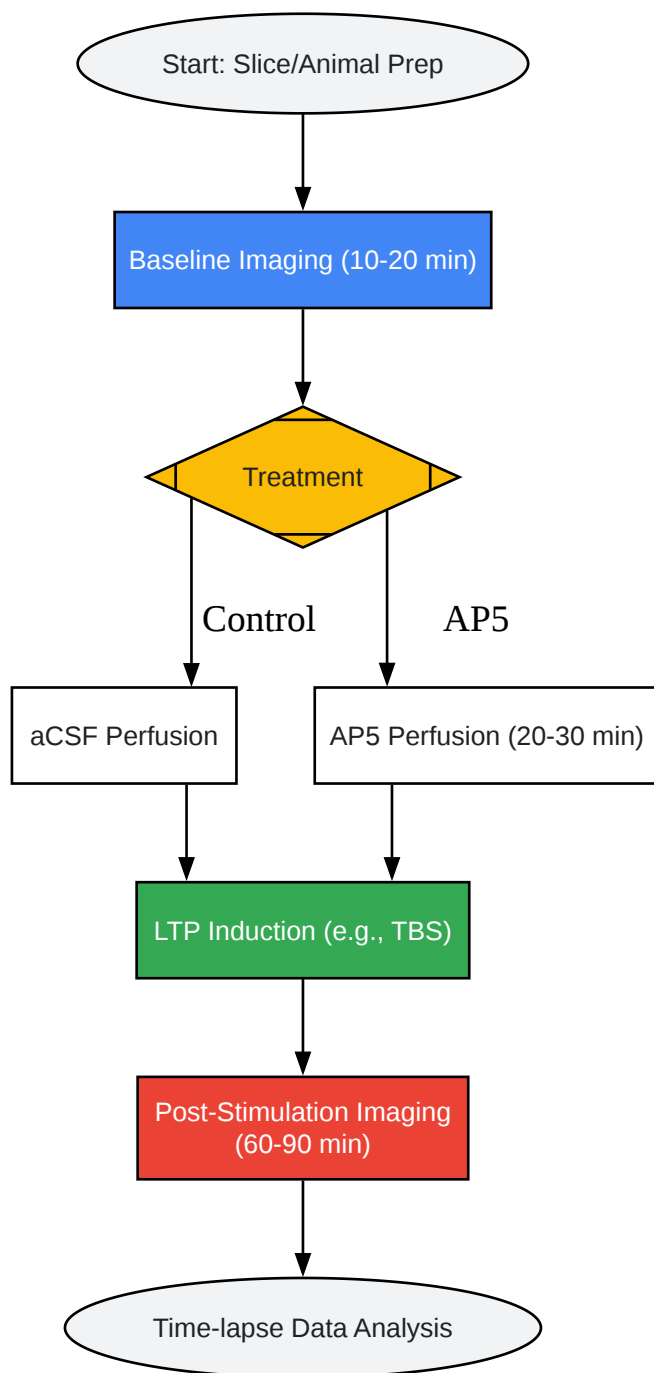 Start: Slice/Animal Prep
Baseline Imaging (10-20 min)
Treatment
Control
AP5
aCSF Perfusion
AP5 Perfusion (20-30 min)
LTP Induction (e.g., TBS)
Post-Stimulation Imaging
(60-90 min)
Time-lapse Data Analysis